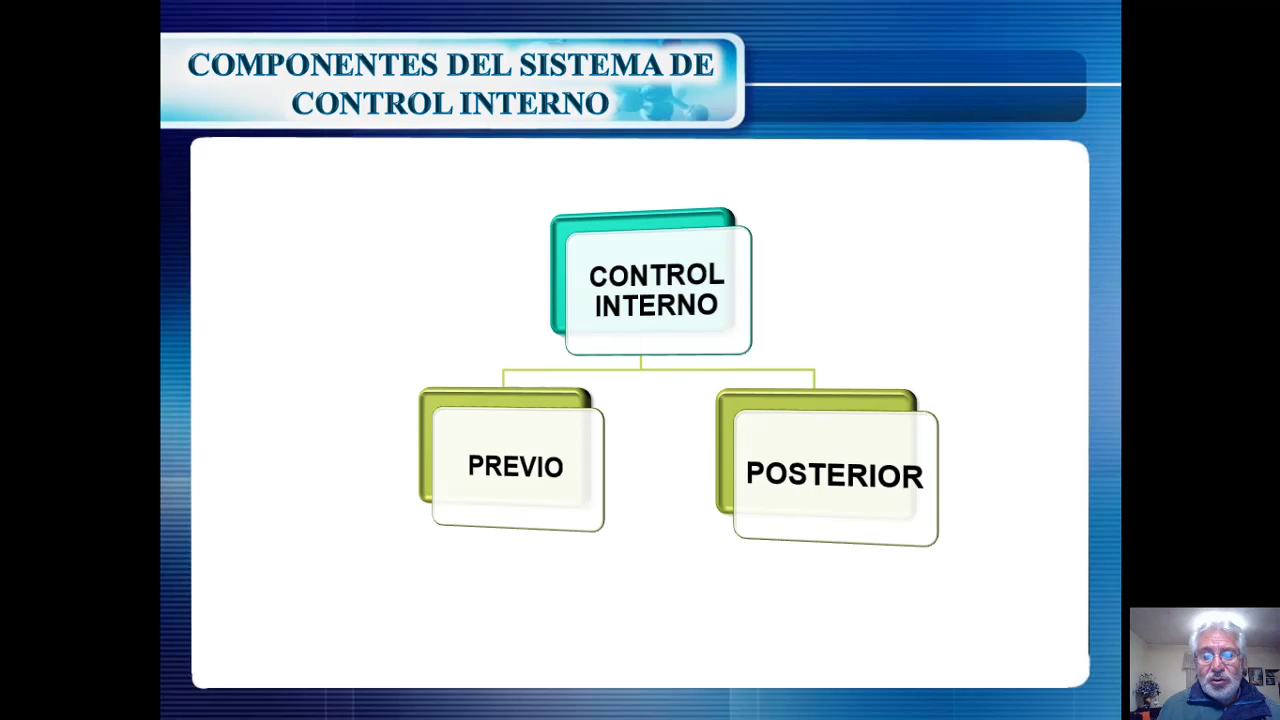 COMPONENTES DEL SISTEMA DE
CONTROL INTERNO
CONTROL
INTERNO
PREVIO
POSTERIOR